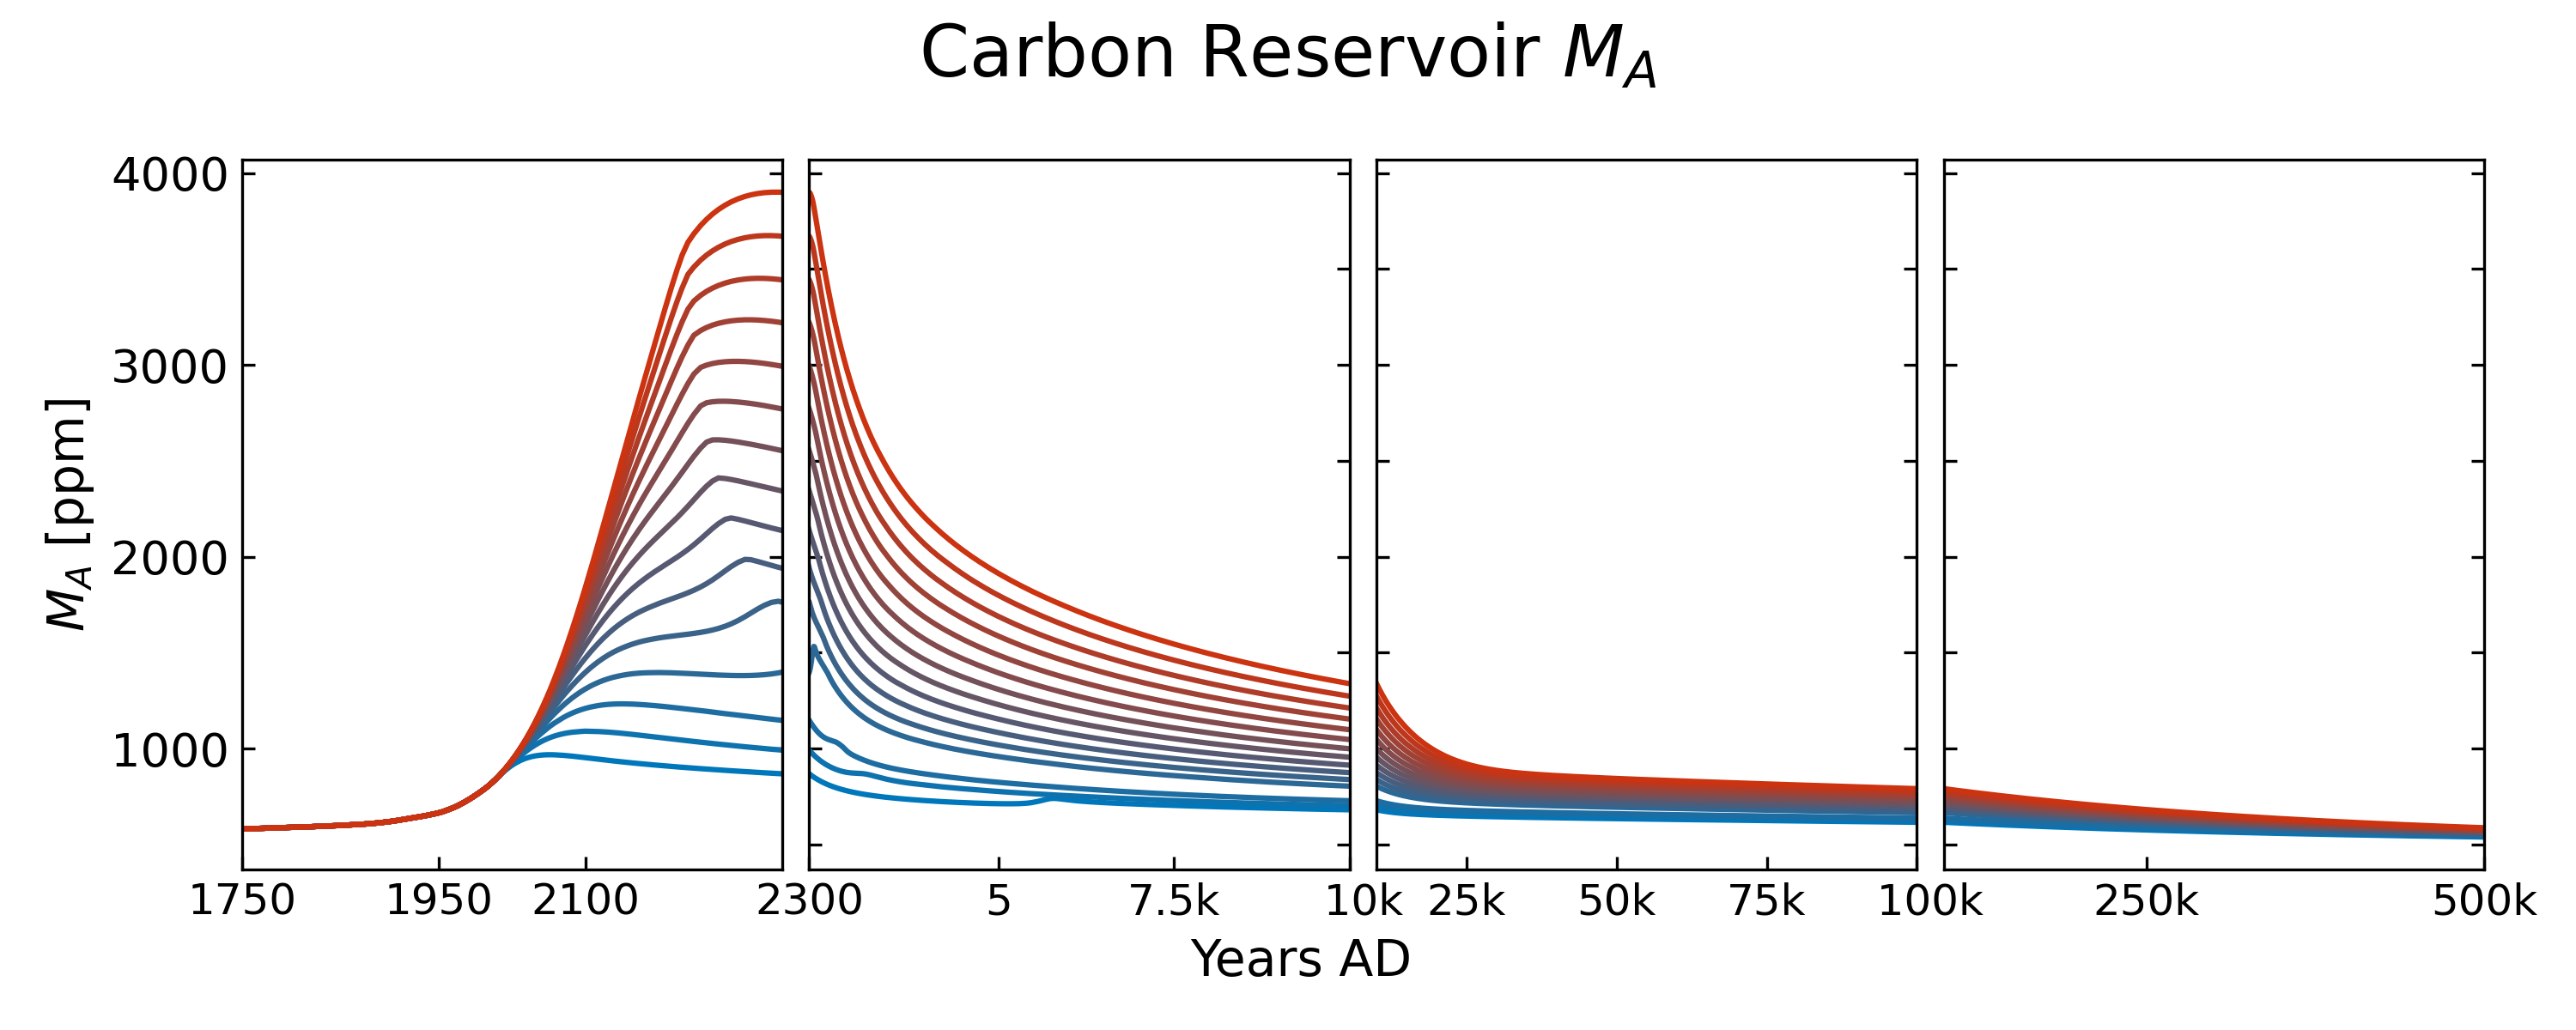 Carbon Reservoir M_A
4000
3000
2000
1000
M_A [ppm]
1750 1950 2100 2300 5 7.5k 10k 25k 50k 75k 100k 250k 500k
Years AD